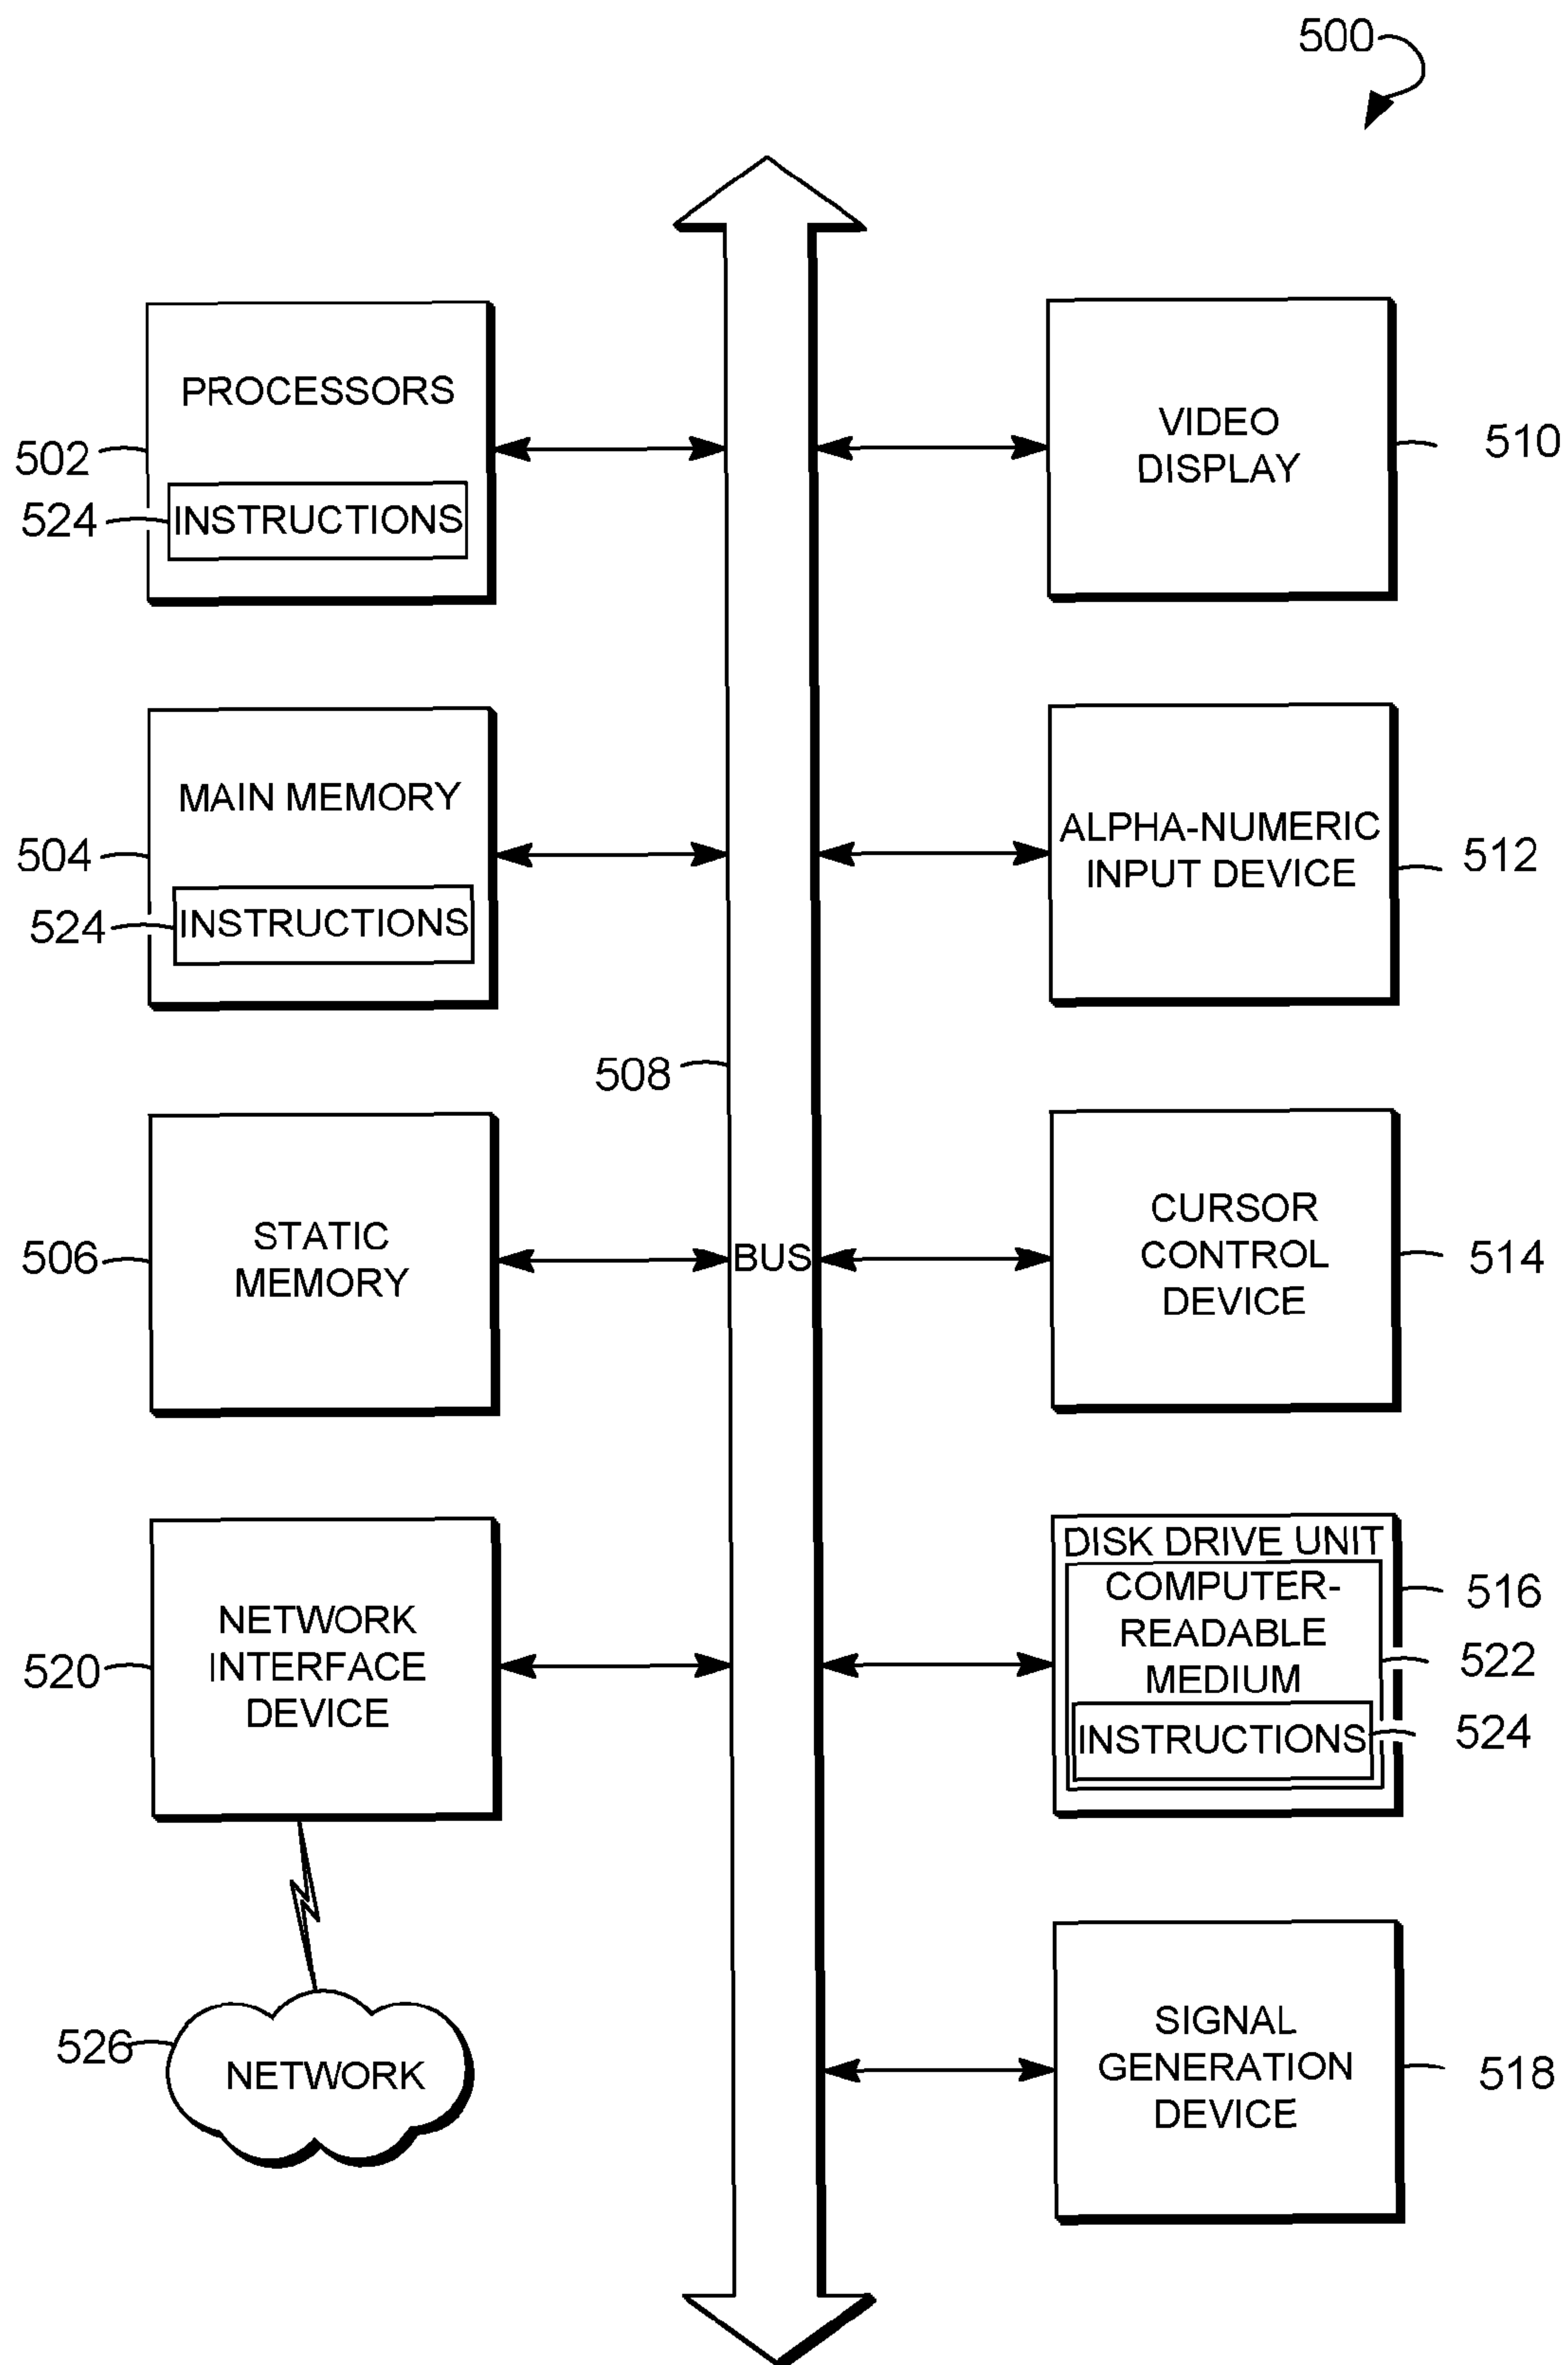 500
PROCESSORS
502
524
INSTRUCTIONS
VIDEO
DISPLAY
510
MAIN MEMORY
504
524
INSTRUCTIONS
ALPHA-NUMERIC
INPUT DEVICE
512
508
STATIC
MEMORY
506
BUS
CURSOR
CONTROL
DEVICE
514
NETWORK
INTERFACE
DEVICE
520
DISK DRIVE UNIT
COMPUTER-
READABLE
MEDIUM
INSTRUCTIONS
516
522
524
526
NETWORK
SIGNAL
GENERATION
DEVICE
518